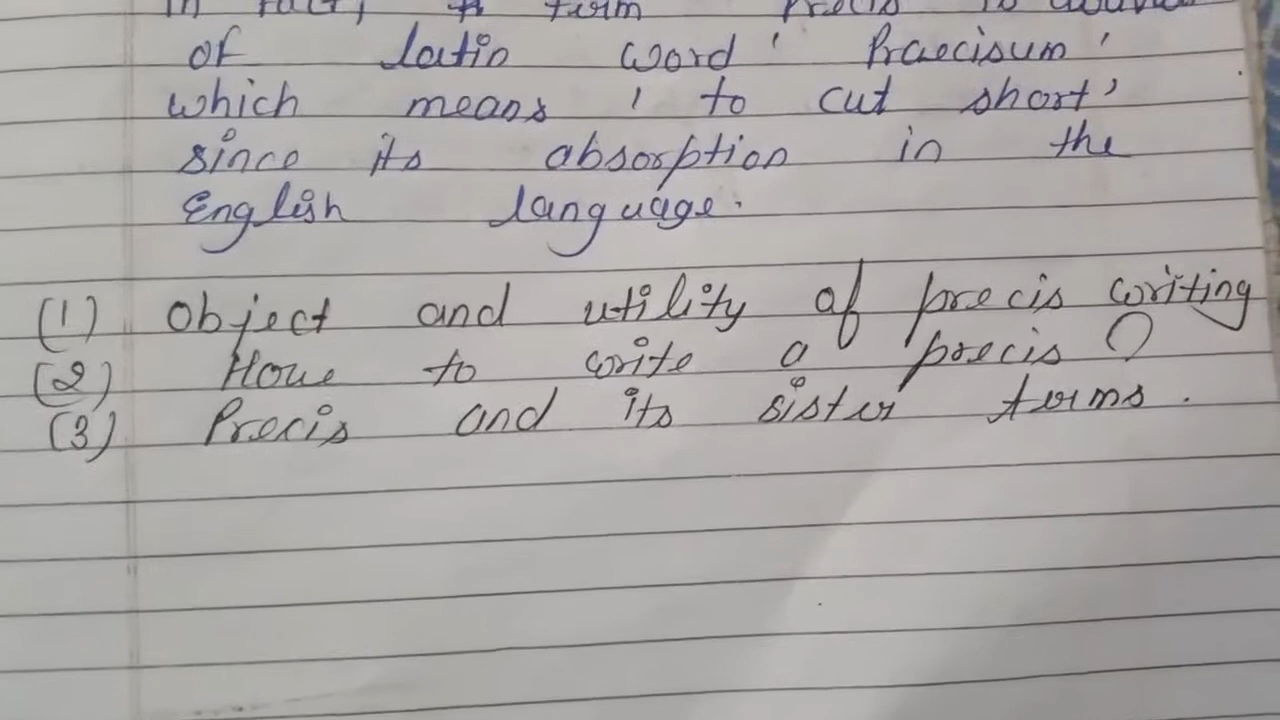 of latin word ' Praecisum '
which means ' to cut short'
since its absorption in the
English language.
(1) Object and utility of precis writing
(2) How to write a precis ?
(3) Precis and its sister terms.